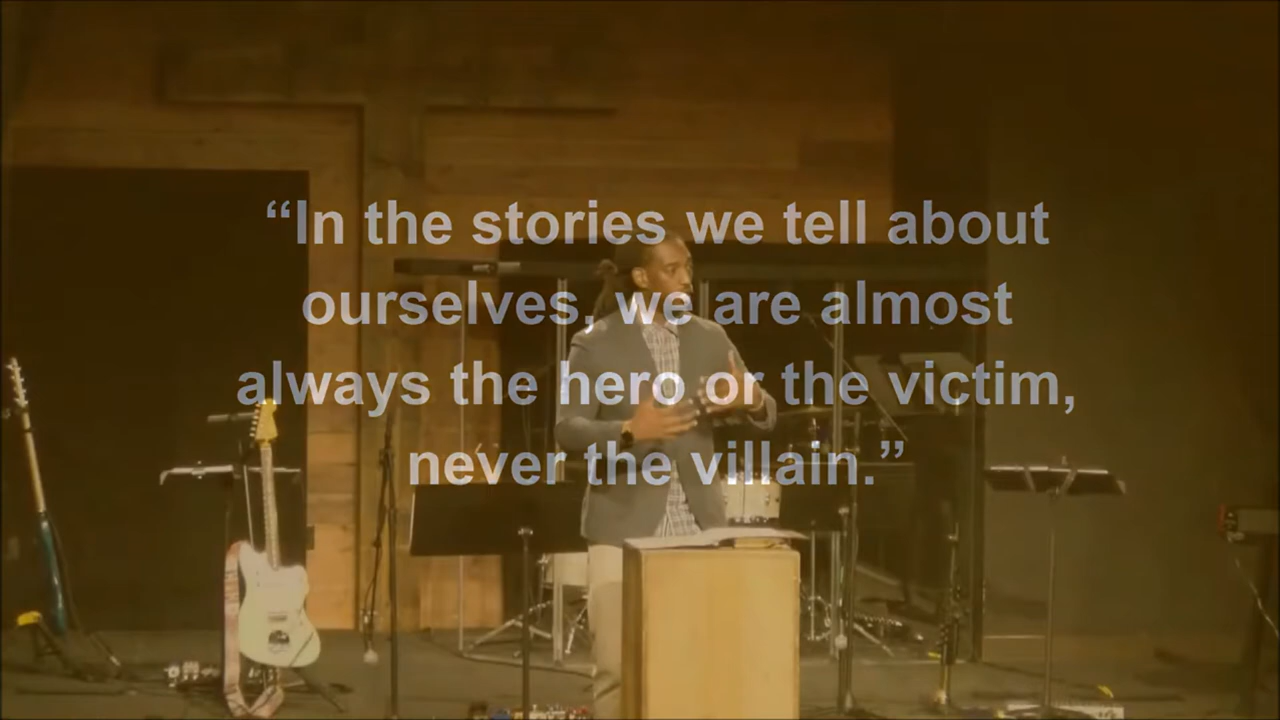 “In the stories we tell about
ourselves, we are almost
always the hero or the victim,
never the villain.”